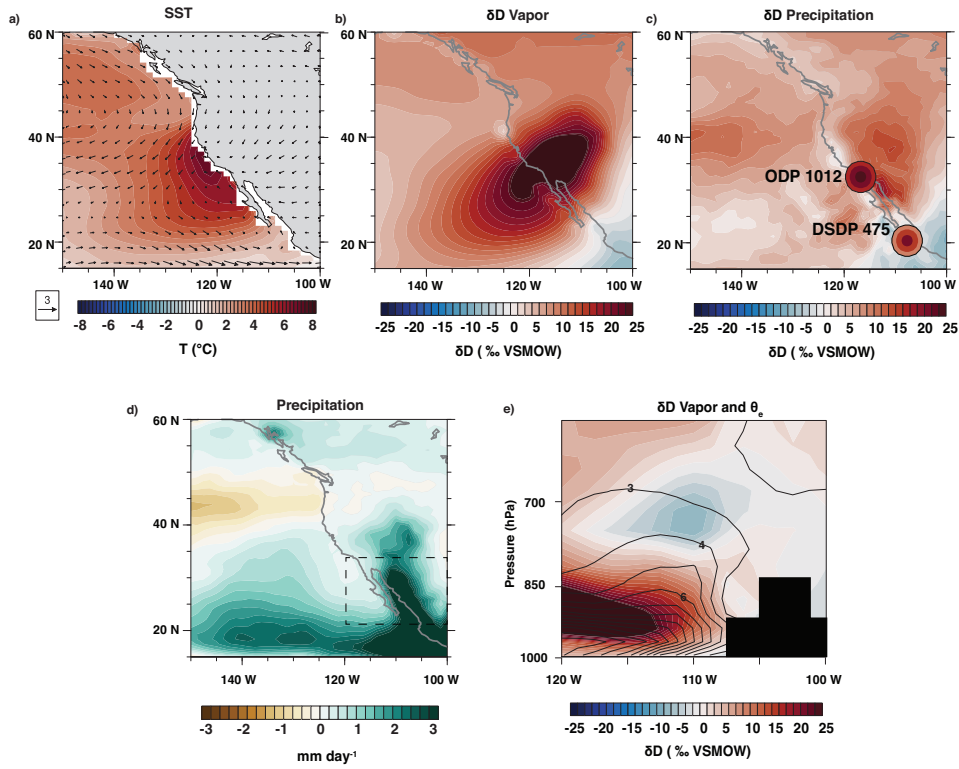 a)
SST
60 N
40 N
20 N
140 W
120 W
100 W
3
-8
-6
-4
-2
0
2
4
6
8
T (°C)
b)
δD Vapor
60 N
40 N
20 N
140 W
120 W
100 W
-25
-20
-15
-10
-5
0
5
10
15
20
25
δD ( ‰ VSMOW)
c)
δD Precipitation
60 N
40 N
20 N
ODP 1012
DSDP 475
140 W
120 W
100 W
-25
-20
-15
-10
-5
0
5
10
15
20
25
δD ( ‰ VSMOW)
d)
Precipitation
60 N
40 N
20 N
140 W
120 W
100 W
-3
-2
-1
0
1
2
3
mm day-1
e)
δD Vapor and θe
Pressure (hPa)
700
850
1000
3
4
6
120 W
110 W
100 W
-25
-20
-15
-10
-5
0
5
10
15
20
25
δD ( ‰ VSMOW)